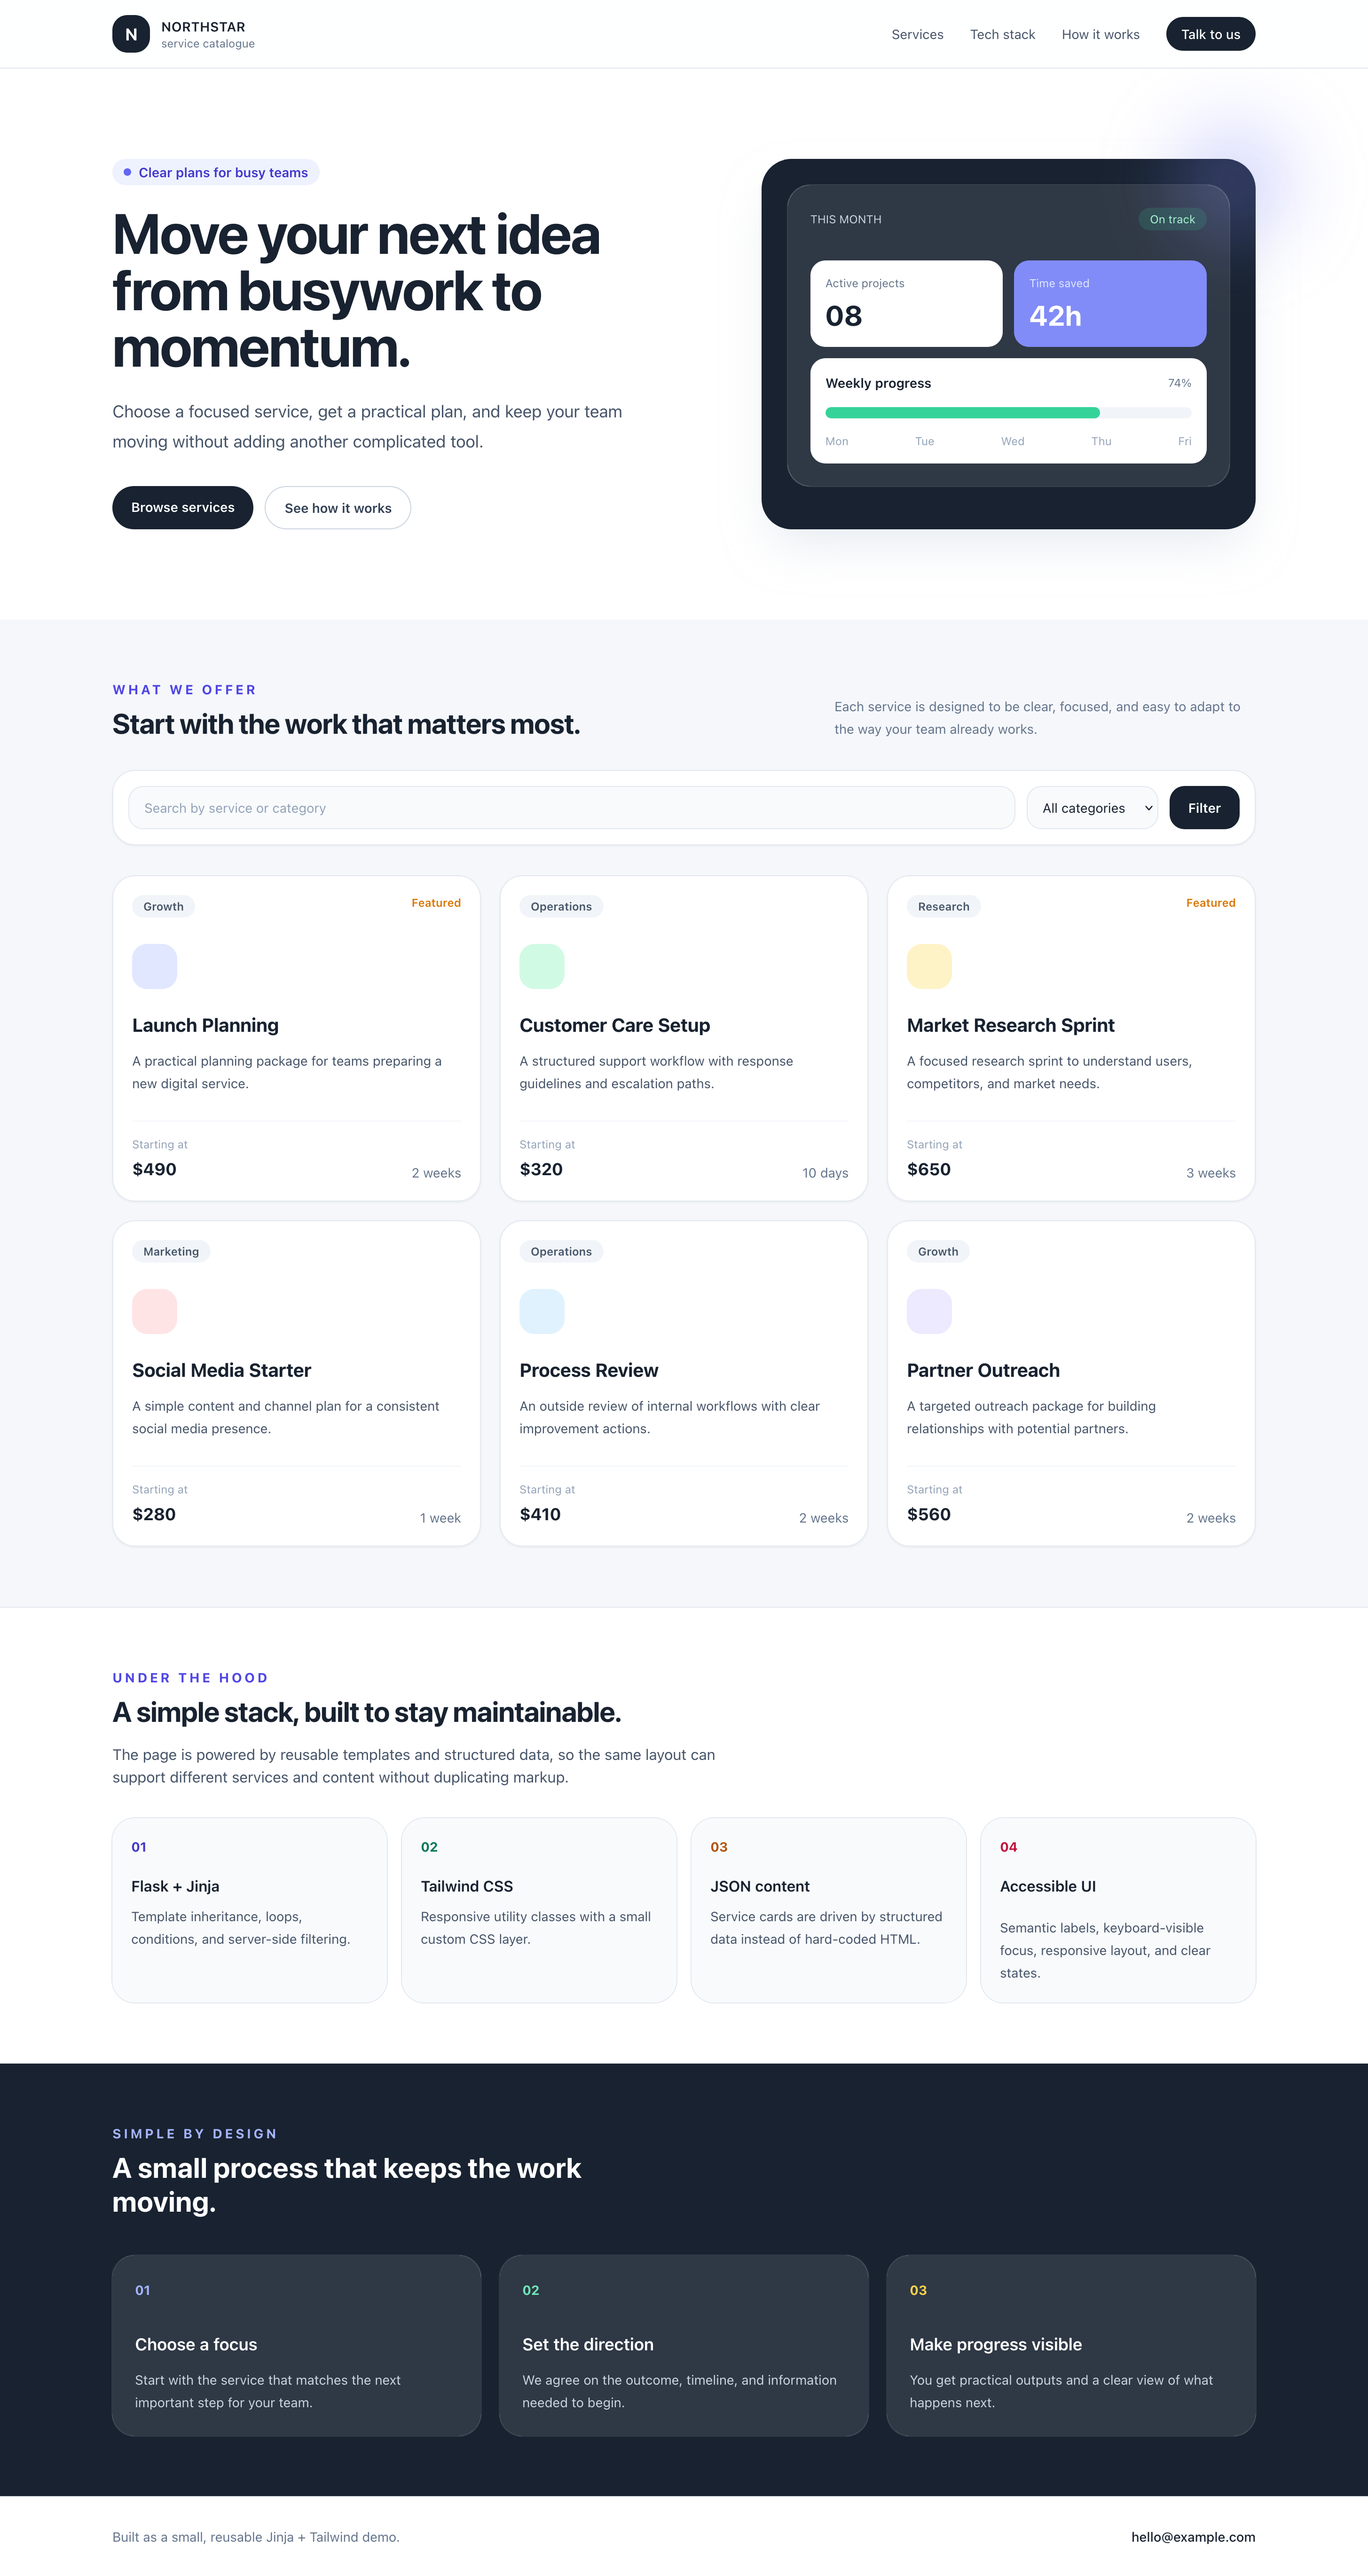 N
NORTHSTAR
service catalogue
Services
Tech stack
How it works
Talk to us
Clear plans for busy teams
Move your next idea
from busywork to
momentum.
Choose a focused service, get a practical plan, and keep your team
moving without adding another complicated tool.
Browse services
See how it works
THIS MONTH
On track
Active projects
08
Time saved
42h
Weekly progress
74%
Mon
Tue
Wed
Thu
Fri
WHAT WE OFFER
Start with the work that matters most.
Each service is designed to be clear, focused, and easy to adapt to
the way your team already works.
Search by service or category
All categories
Filter
Growth
Featured
Launch Planning
A practical planning package for teams preparing a
new digital service.
Starting at
$490
2 weeks
Operations
Customer Care Setup
A structured support workflow with response
guidelines and escalation paths.
Starting at
$320
10 days
Research
Featured
Market Research Sprint
A focused research sprint to understand users,
competitors, and market needs.
Starting at
$650
3 weeks
Marketing
Social Media Starter
A simple content and channel plan for a consistent
social media presence.
Starting at
$280
1 week
Operations
Process Review
An outside review of internal workflows with clear
improvement actions.
Starting at
$410
2 weeks
Growth
Partner Outreach
A targeted outreach package for building
relationships with potential partners.
Starting at
$560
2 weeks
UNDER THE HOOD
A simple stack, built to stay maintainable.
The page is powered by reusable templates and structured data, so the same layout can
support different services and content without duplicating markup.
01
Flask + Jinja
Template inheritance, loops,
conditions, and server-side filtering.
02
Tailwind CSS
Responsive utility classes with a small
custom CSS layer.
03
JSON content
Service cards are driven by structured
data instead of hard-coded HTML.
04
Accessible UI
Semantic labels, keyboard-visible
focus, responsive layout, and clear
states.
SIMPLE BY DESIGN
A small process that keeps the work
moving.
01
Choose a focus
Start with the service that matches the next
important step for your team.
02
Set the direction
We agree on the outcome, timeline, and information
needed to begin.
03
Make progress visible
You get practical outputs and a clear view of what
happens next.
Built as a small, reusable Jinja + Tailwind demo.
hello@example.com